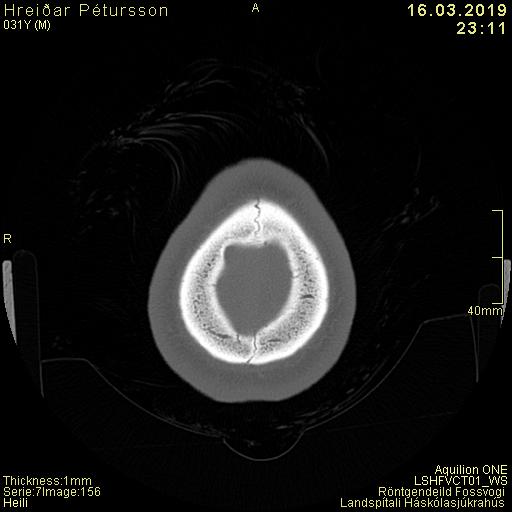 Hreiðar Pétursson
031Y (M)
A
16.03.2019
23:11
R
40mm
Thickness:1mm
Serie:7Image:156
Heili
Aquilion ONE
LSHFVCT01_WS
Röntgendeild Fossvogi
Landspítali Háskólasjúkrahús